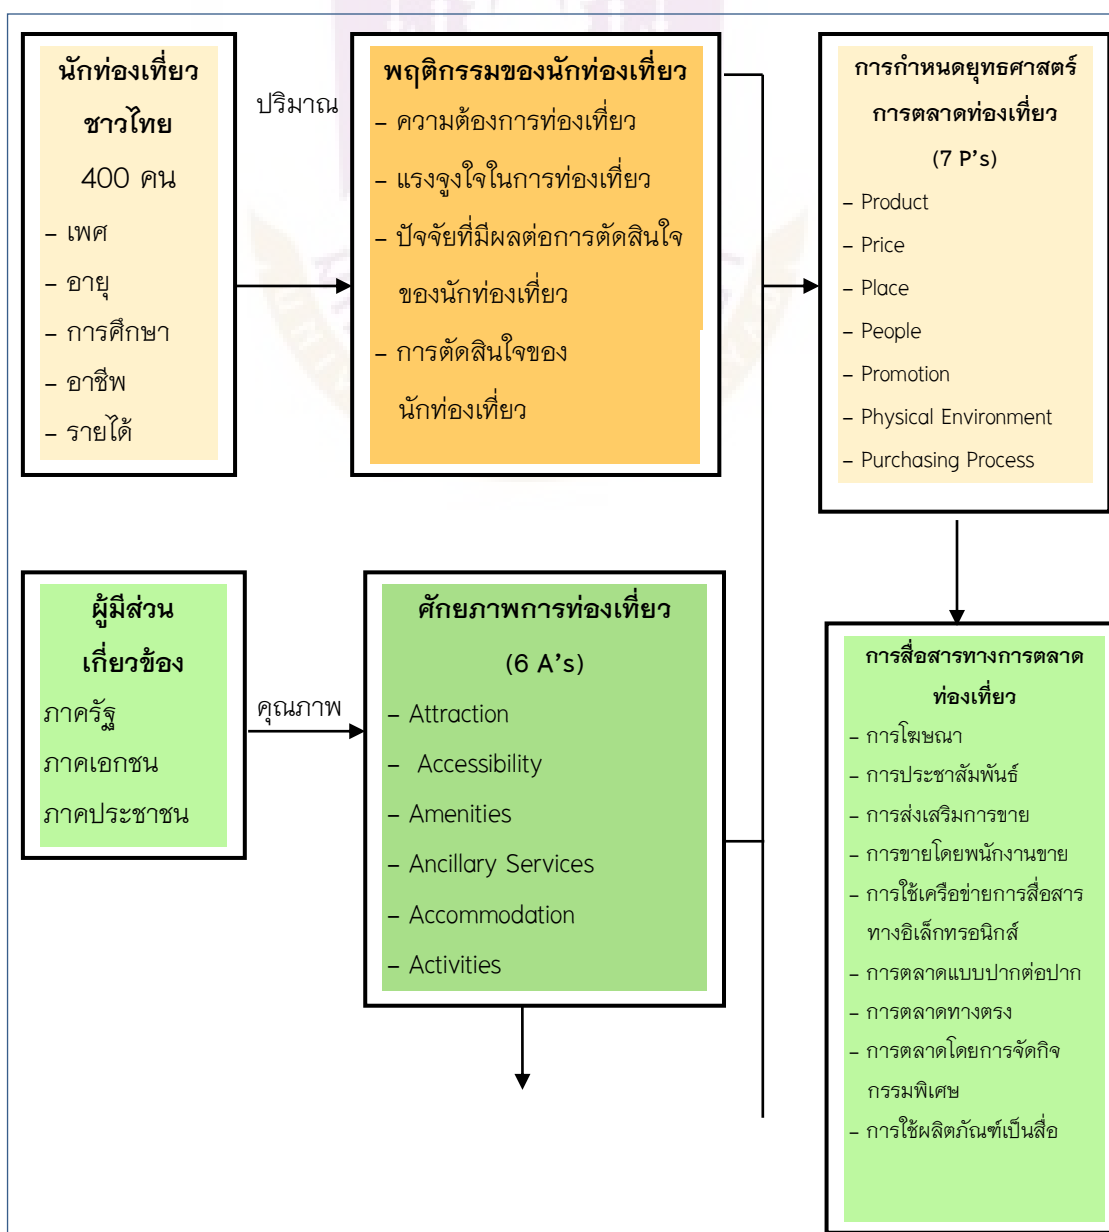 นักท่องเที่ยว
ชาวไทย
400 คน
– เพศ
– อายุ
– การศึกษา
– อาชีพ
– รายได้
ปริมาณ
พฤติกรรมของนักท่องเที่ยว
– ความต้องการท่องเที่ยว
– แรงจูงใจในการท่องเที่ยว
– ปัจจัยที่มีผลต่อการตัดสินใจ
ของนักท่องเที่ยว
– การตัดสินใจของ
นักท่องเที่ยว
การกำหนดยุทธศาสตร์
การตลาดท่องเที่ยว
(7 P’s)
– Product
– Price
– Place
– People
– Promotion
– Physical Environment
– Purchasing Process
ผู้มีส่วน
เกี่ยวข้อง
ภาครัฐ
ภาคเอกชน
ภาคประชาชน
คุณภาพ
ศักยภาพการท่องเที่ยว
(6 A’s)
– Attraction
– Accessibility
– Amenities
– Ancillary Services
– Accommodation
– Activities
การสื่อสารทางการตลาด
ท่องเที่ยว
– การโฆษณา
– การประชาสัมพันธ์
– การส่งเสริมการขาย
– การขายโดยพนักงานขาย
– การใช้เครือข่ายการสื่อสาร
ทางอิเล็กทรอนิกส์
– การตลาดแบบปากต่อปาก
– การตลาดทางตรง
– การตลาดโดยการจัดกิจ
กรรมพิเศษ
– การใช้ผลิตภัณฑ์เป็นสื่อ